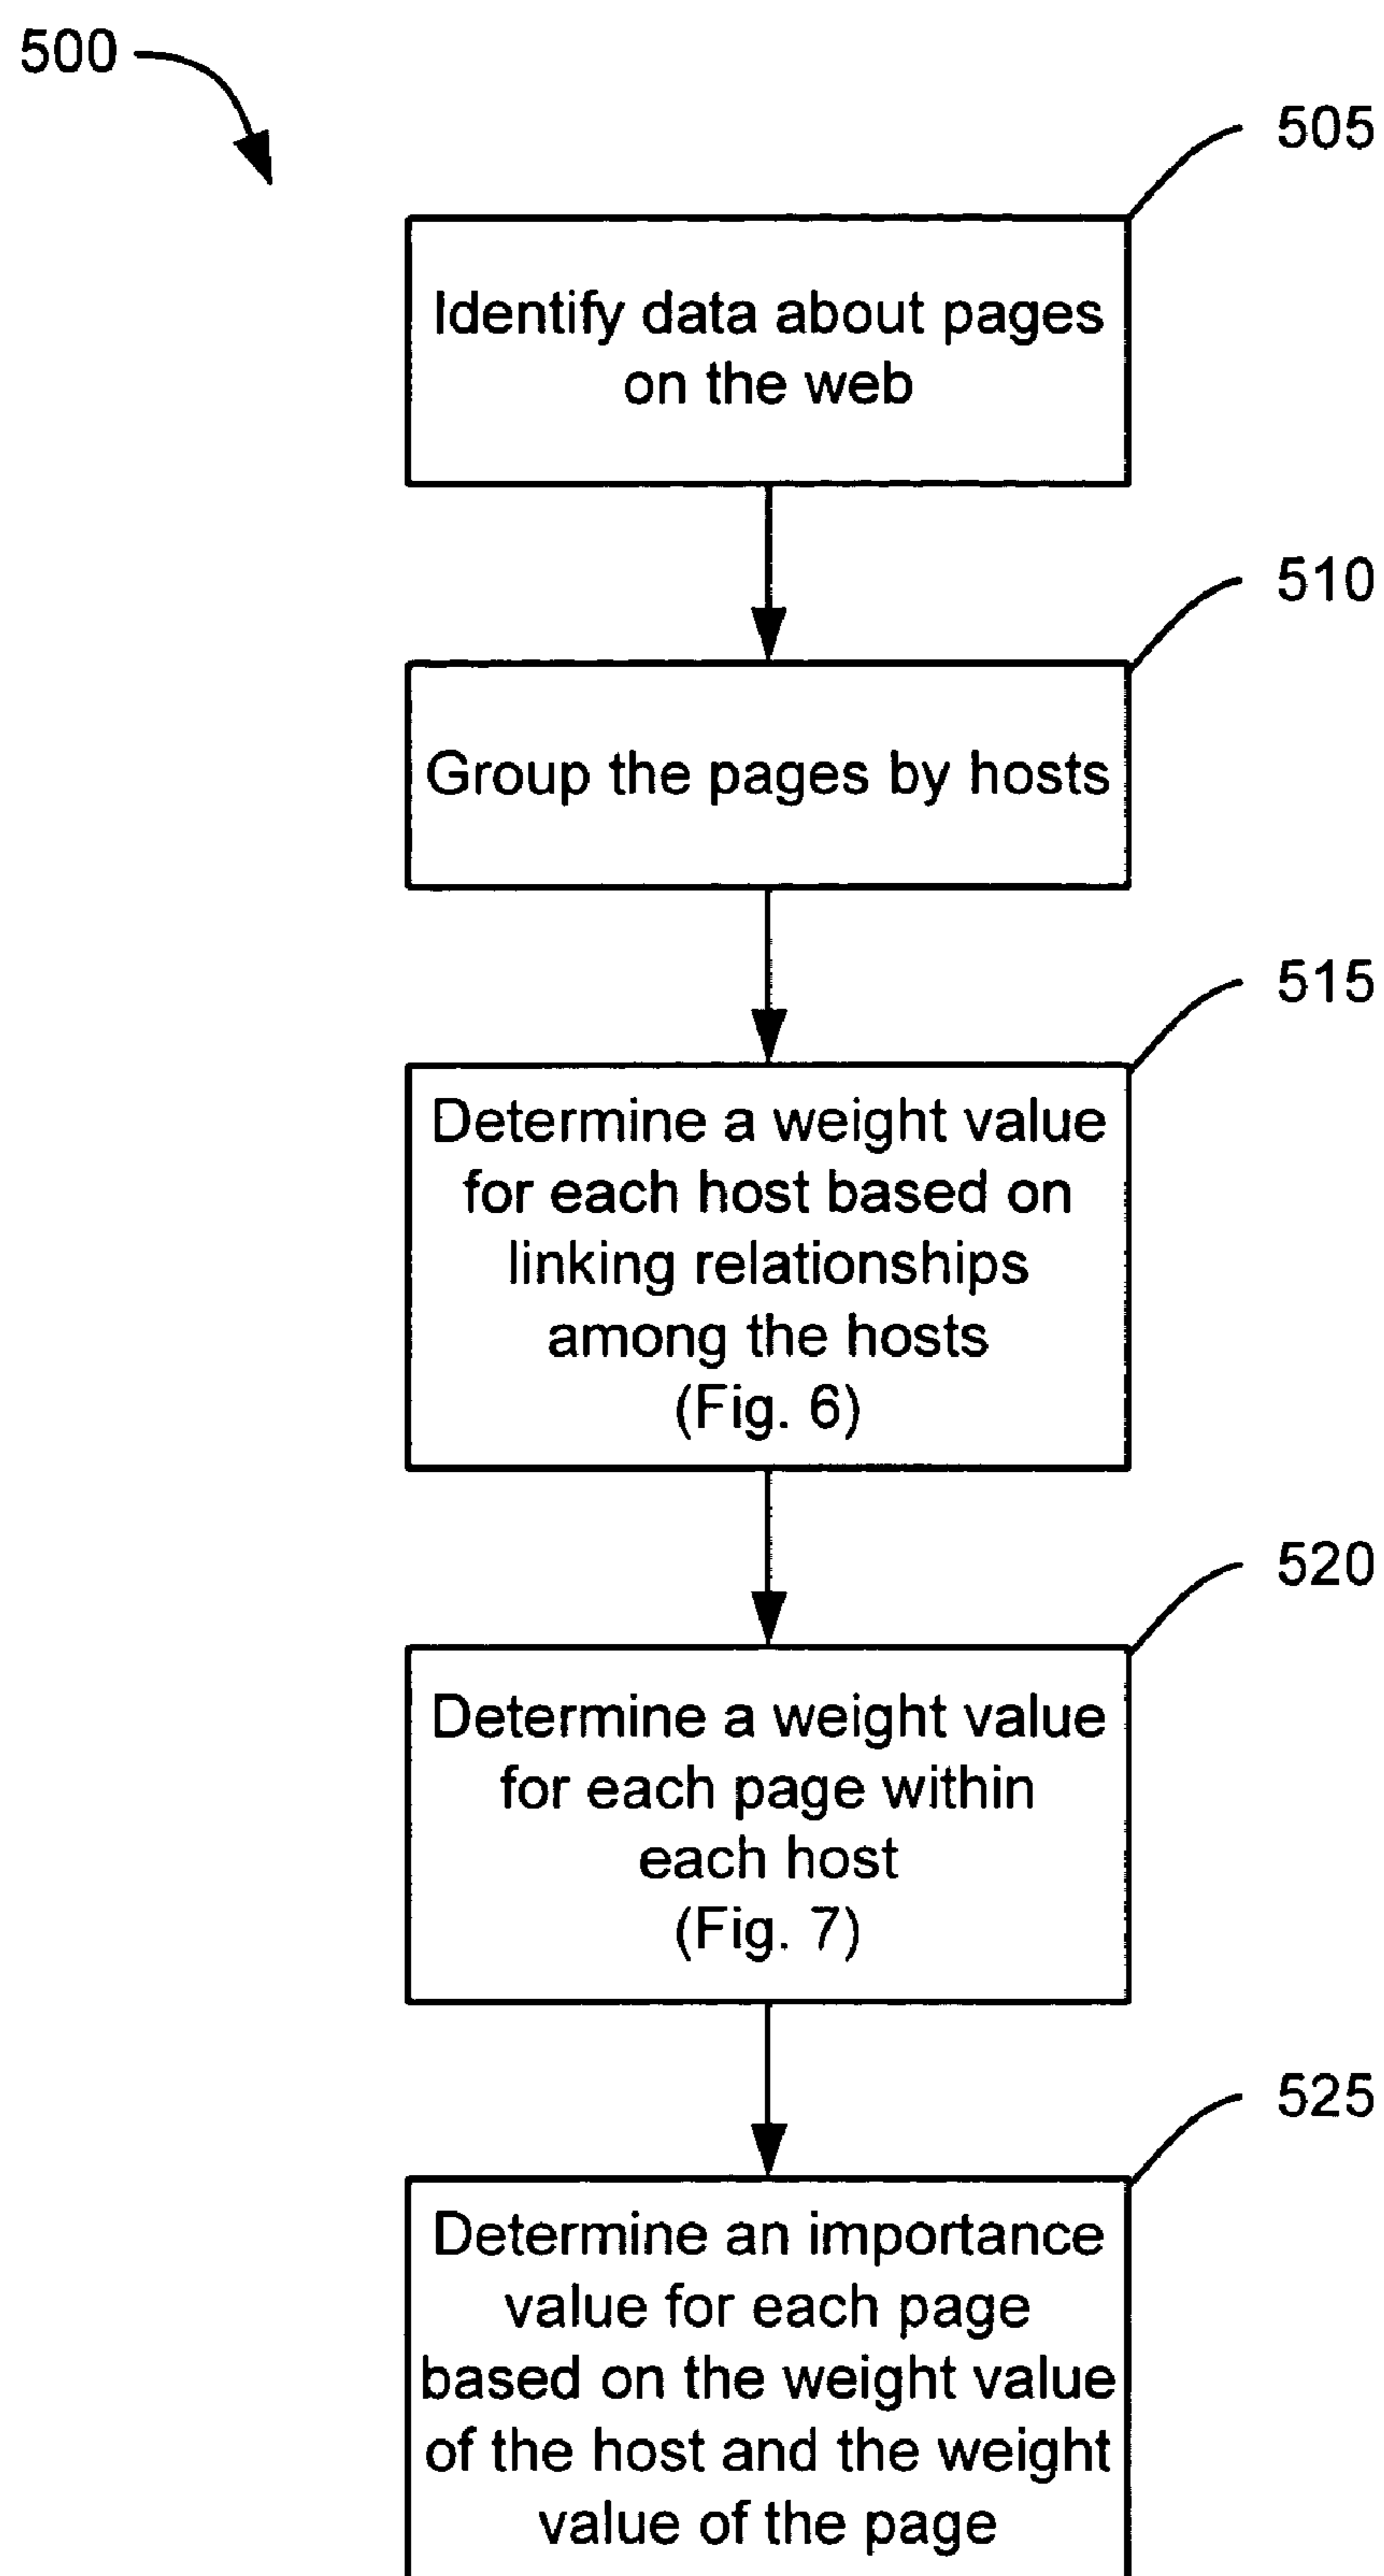 500
505
Identify data about pages
on the web
510
Group the pages by hosts
515
Determine a weight value
for each host based on
linking relationships
among the hosts
(Fig. 6)
520
Determine a weight value
for each page within
each host
(Fig. 7)
525
Determine an importance
value for each page
based on the weight value
of the host and the weight
value of the page